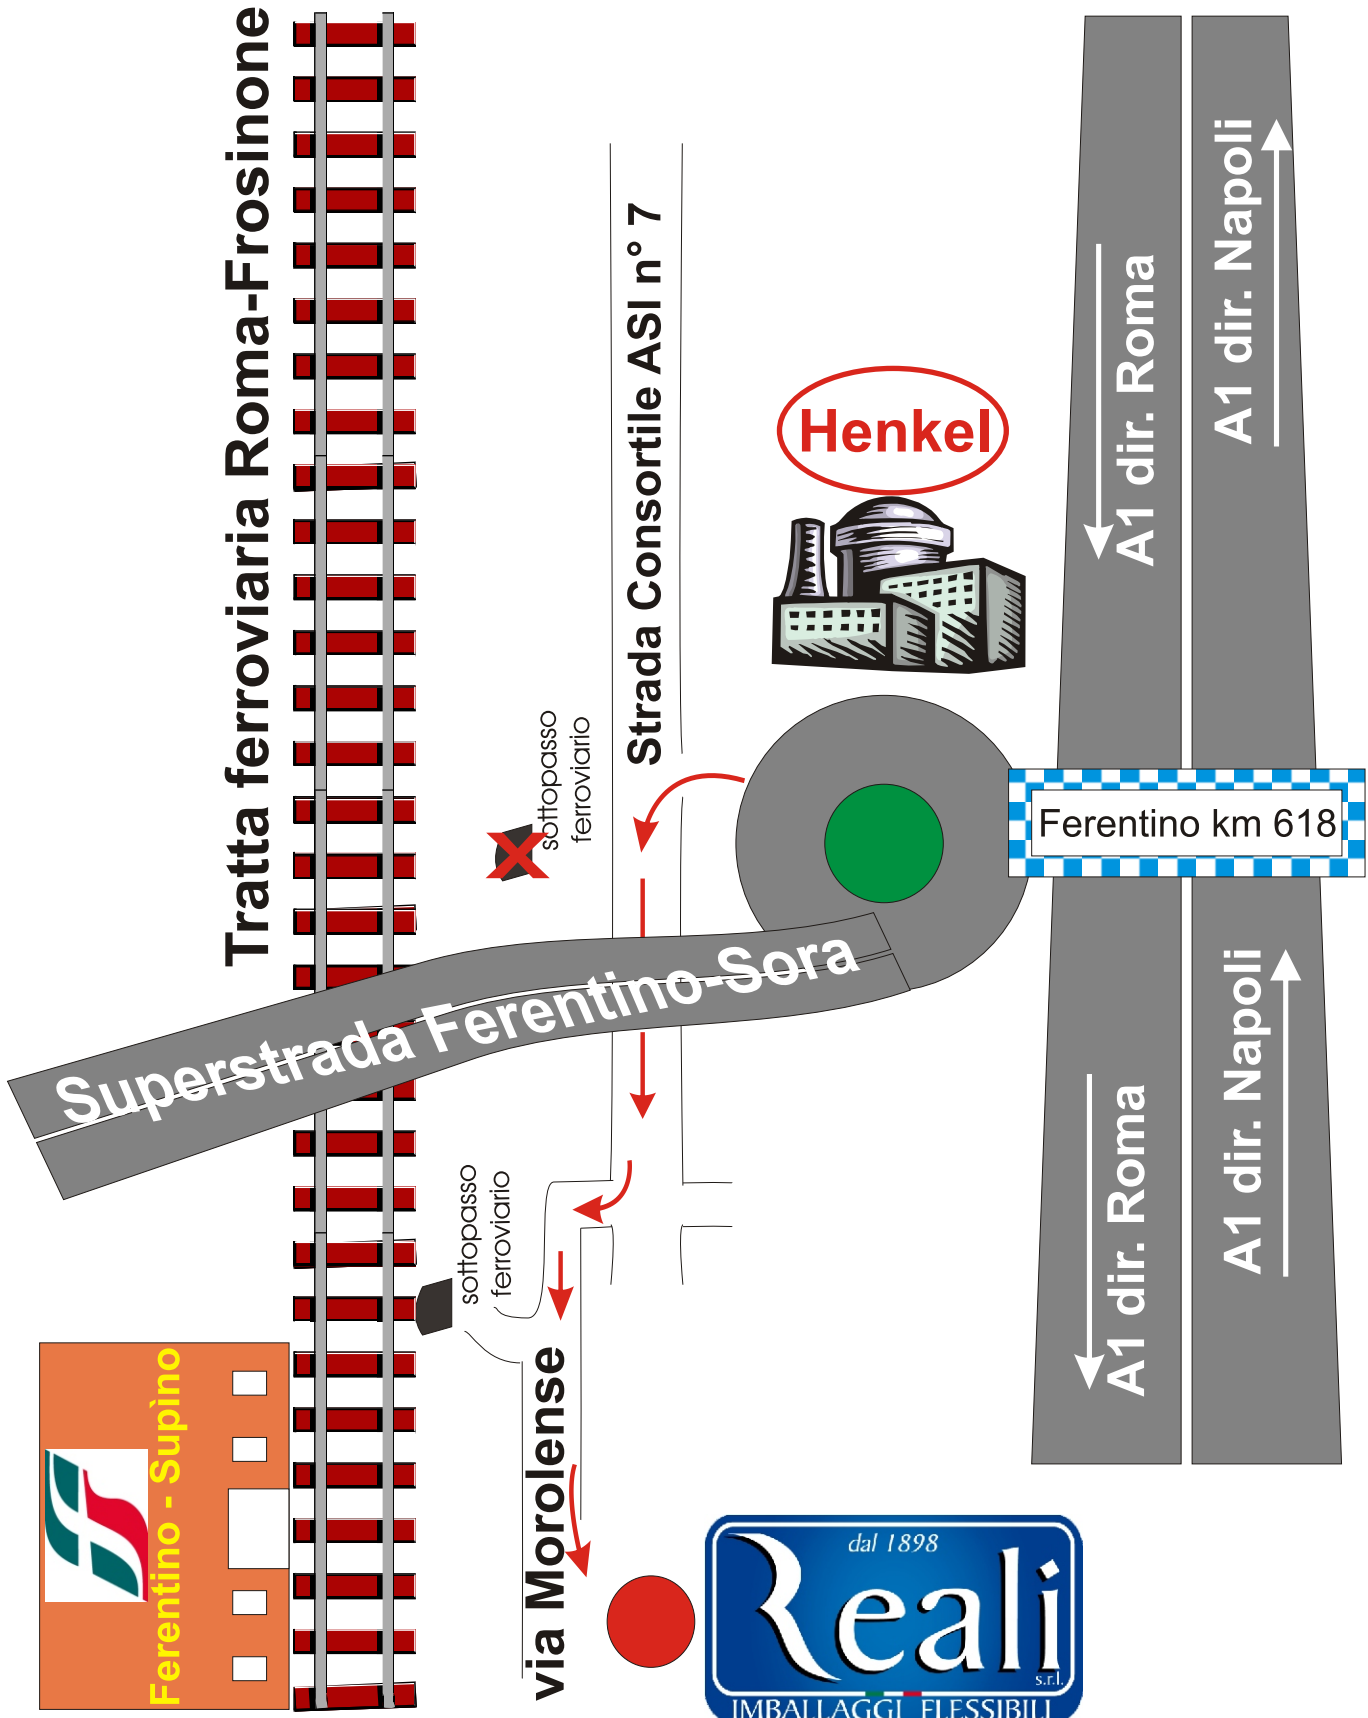 Tratta ferroviaria Roma-Frosinone
Strada Consortile ASI n° 7
A1 dir. Roma
A1 dir. Napoli
Henkel
sottopasso
ferroviario
Ferentino km 618
Superstrada Ferentino-Sora
sottopasso
ferroviario
A1 dir. Roma
A1 dir. Napoli
Ferentino - Supìno
FS
via Morolense
dal 1898
Reali
s.r.l.
IMBALLAGGI FLESSIBILI